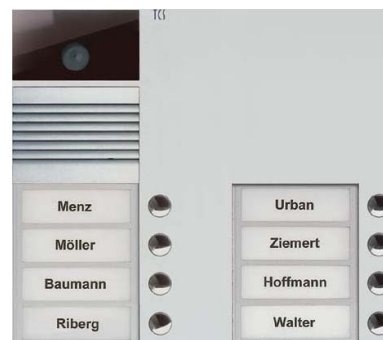 TCS
Menz
Möller
Baumann
Riberg
Urban
Ziemert
Hoffmann
Walter